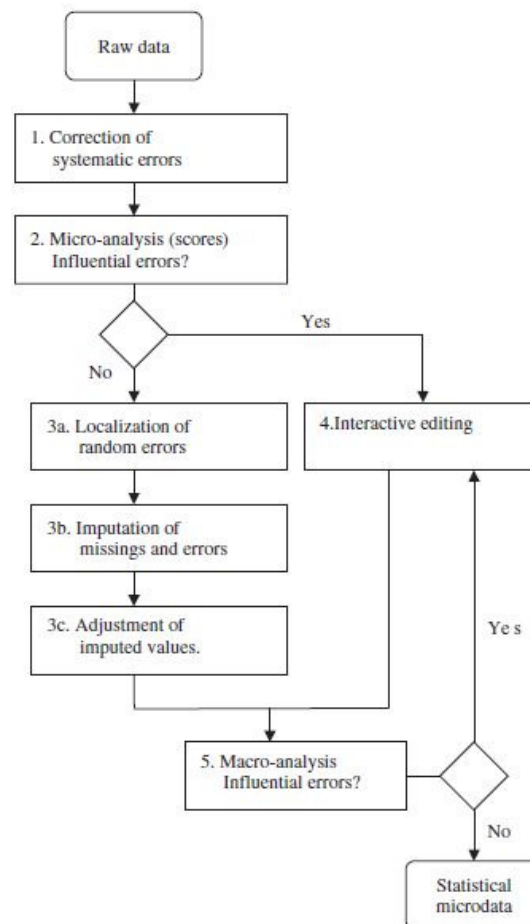 Raw data
1. Correction of
systematic errors
2. Micro-analysis (scores)
Influential errors?
Yes
No
3a. Localization of
random errors
4.Interactive editing
3b. Imputation of
missings and errors
3c. Adjustment of
imputed values.
Ye s
5. Macro-analysis
Influential errors?
No
Statistical
microdata